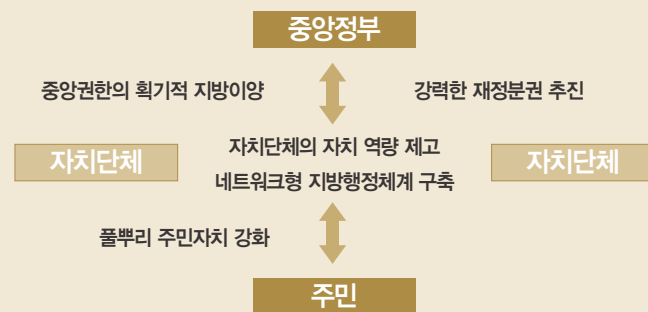 중앙정부
중앙권한의 획기적 지방이양
강력한 재정분권 추진
자치단체
자치단체의 자치 역량 제고
네트워크형 지방행정체계 구축
자치단체
풀뿌리 주민자치 강화
주민